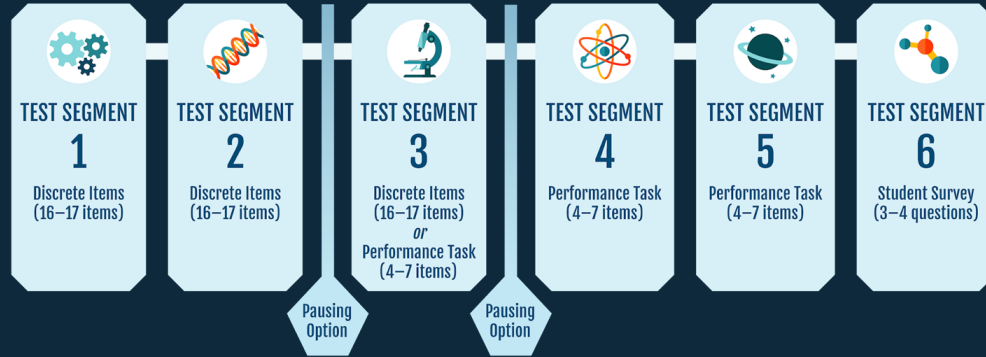 TEST SEGMENT
1
Discrete Items
(16–17 items)
TEST SEGMENT
2
Discrete Items
(16–17 items)
Pausing
Option
TEST SEGMENT
3
Discrete Items
(16–17 items)
or
Performance Task
(4–7 items)
Pausing
Option
TEST SEGMENT
4
Performance Task
(4–7 items)
TEST SEGMENT
5
Performance Task
(4–7 items)
TEST SEGMENT
6
Student Survey
(3–4 questions)